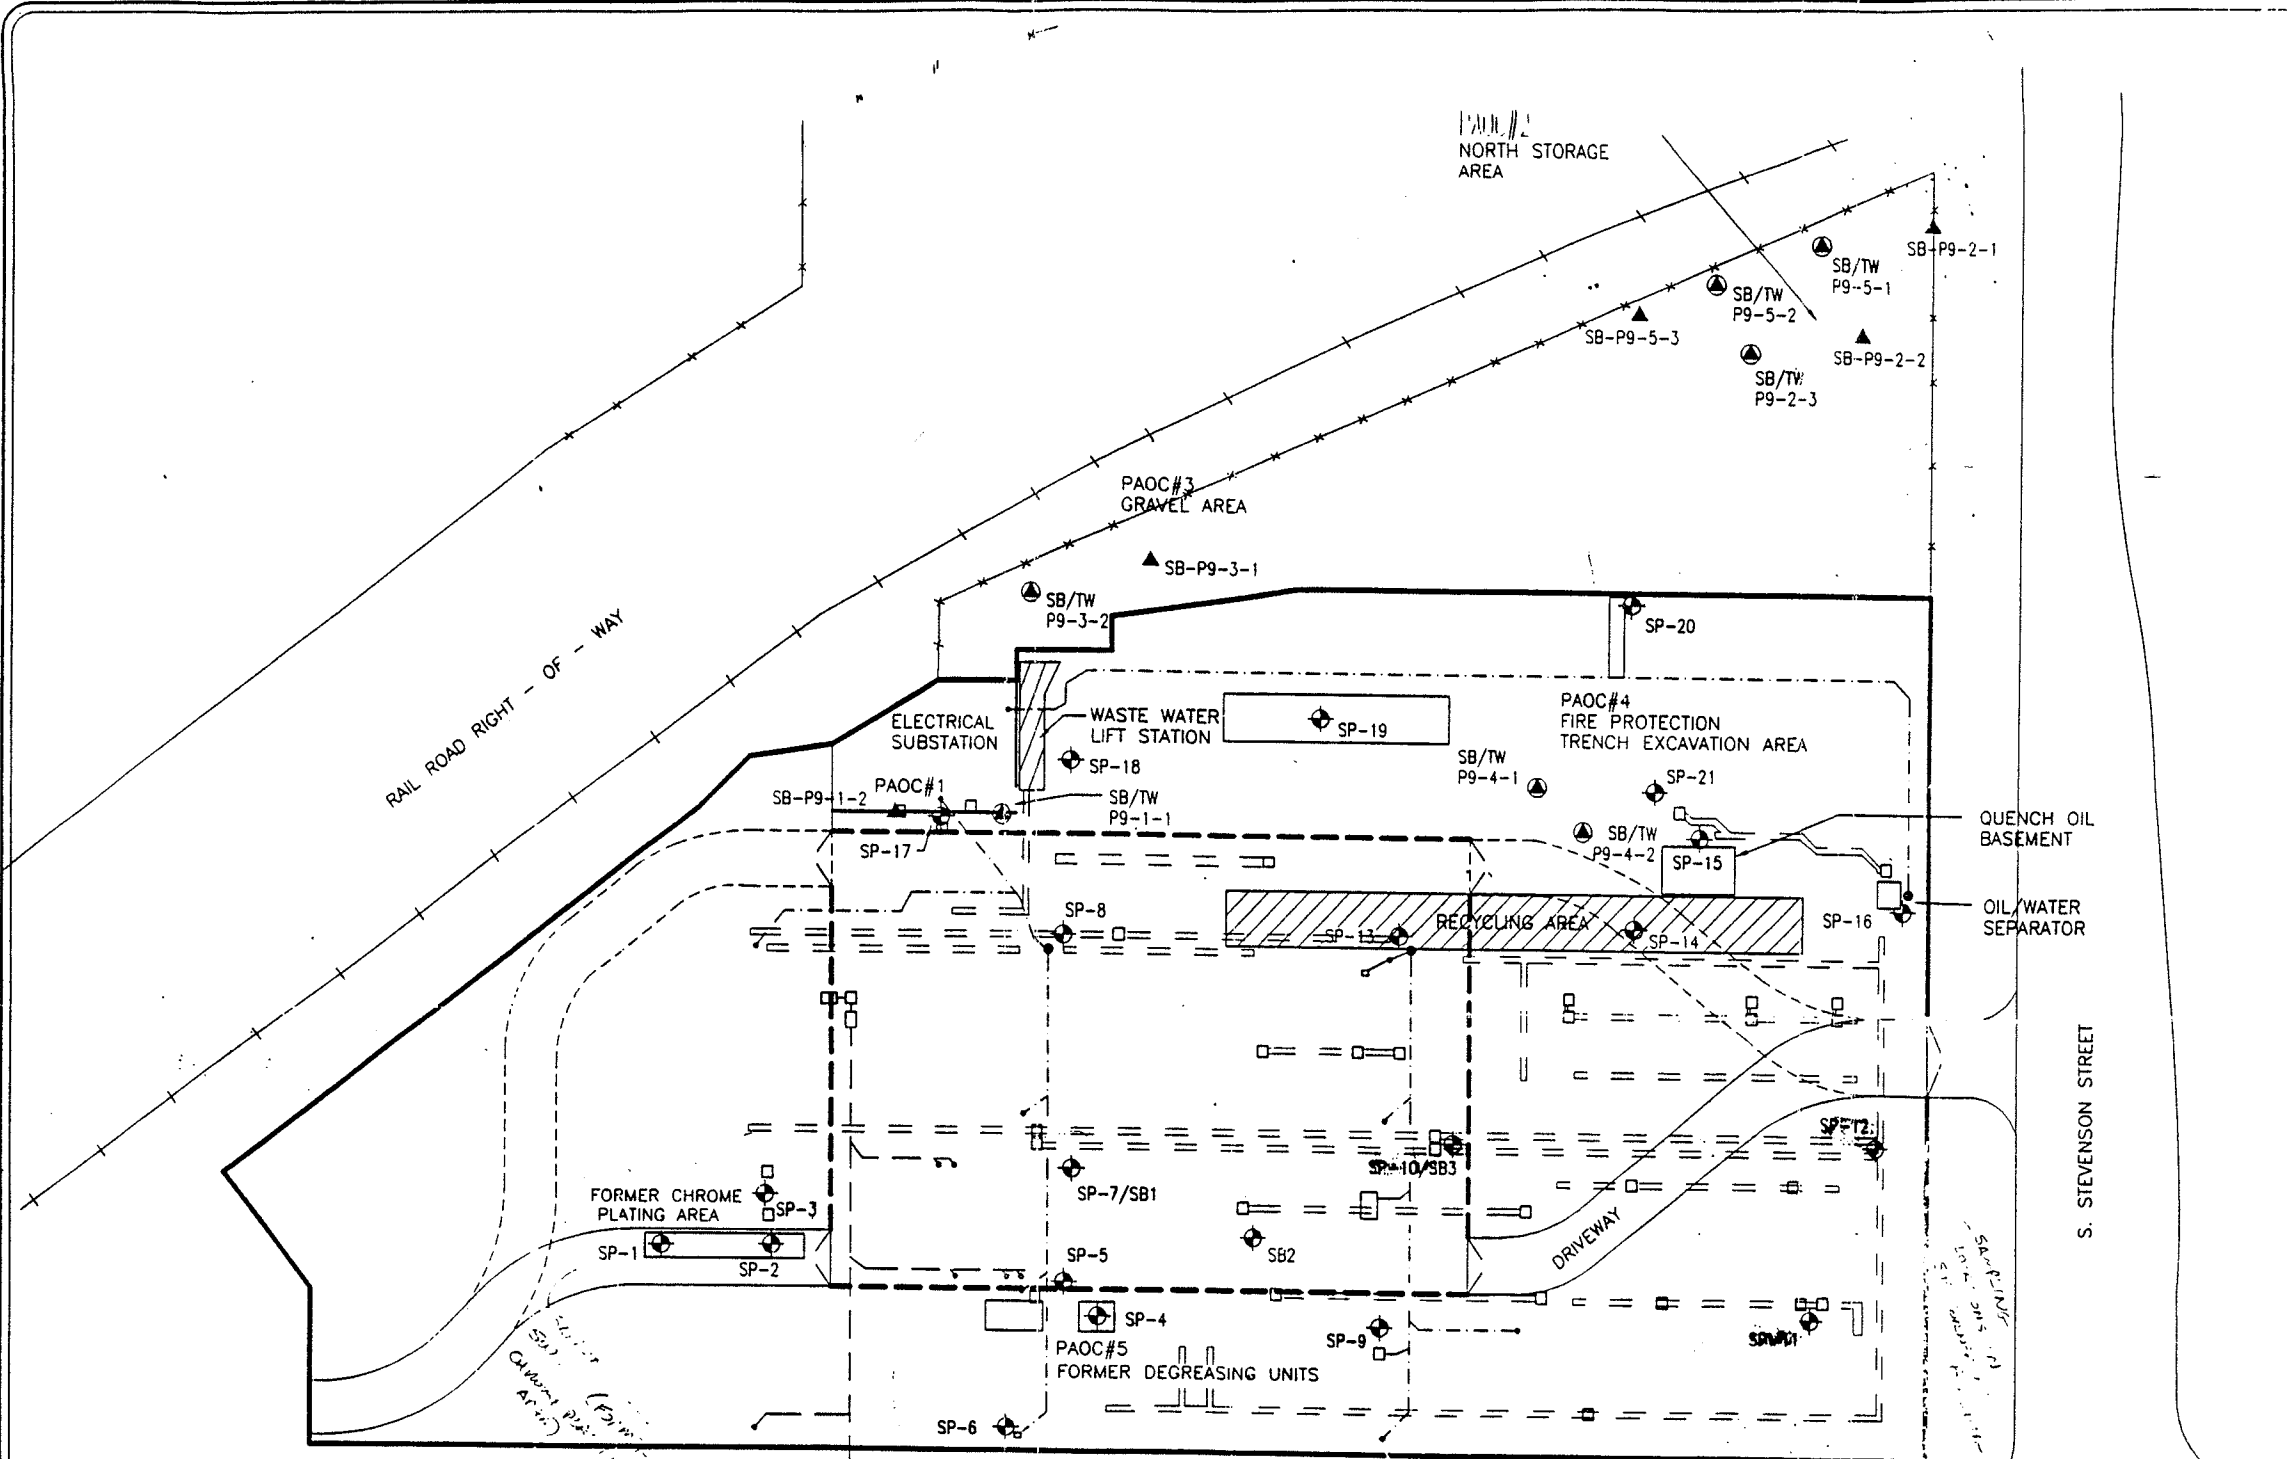 NORTH STORAGE
AREA
SB-P9-2-1
SB/TW
P9-5-1
SB/TW
P9-5-2
SB-P9-5-3
SB-P9-2-2
SB/TW
P9-2-3
PAOC#3
GRAVEL AREA
SB-P9-3-1
SB/TW
P9-3-2
RAIL ROAD RIGHT - OF - WAY
SP-20
ELECTRICAL
SUBSTATION
WASTE WATER
LIFT STATION
SP-19
PAOC#4
FIRE PROTECTION
TRENCH EXCAVATION AREA
SP-18
SB/TW
P9-4-1
SP-21
SB-P9-1-2
PAOC#1
SB/TW
P9-1-1
SP-17
SB/TW
P9-4-2
SP-15
QUENCH OIL
BASEMENT
SP-8
SP-13
RECYCLING AREA
SP-14
SP-16
OIL/WATER
SEPARATOR
S. STEVENSON STREET
SP-10/SB3
SP-7/SB1
FORMER CHROME
PLATING AREA
SP-3
SP-1
SP-2
SP-5
SB2
DRIVEWAY
SP-4
SP-9
PAOC#5
FORMER DEGREASING UNITS
SP-6
SAMPLING